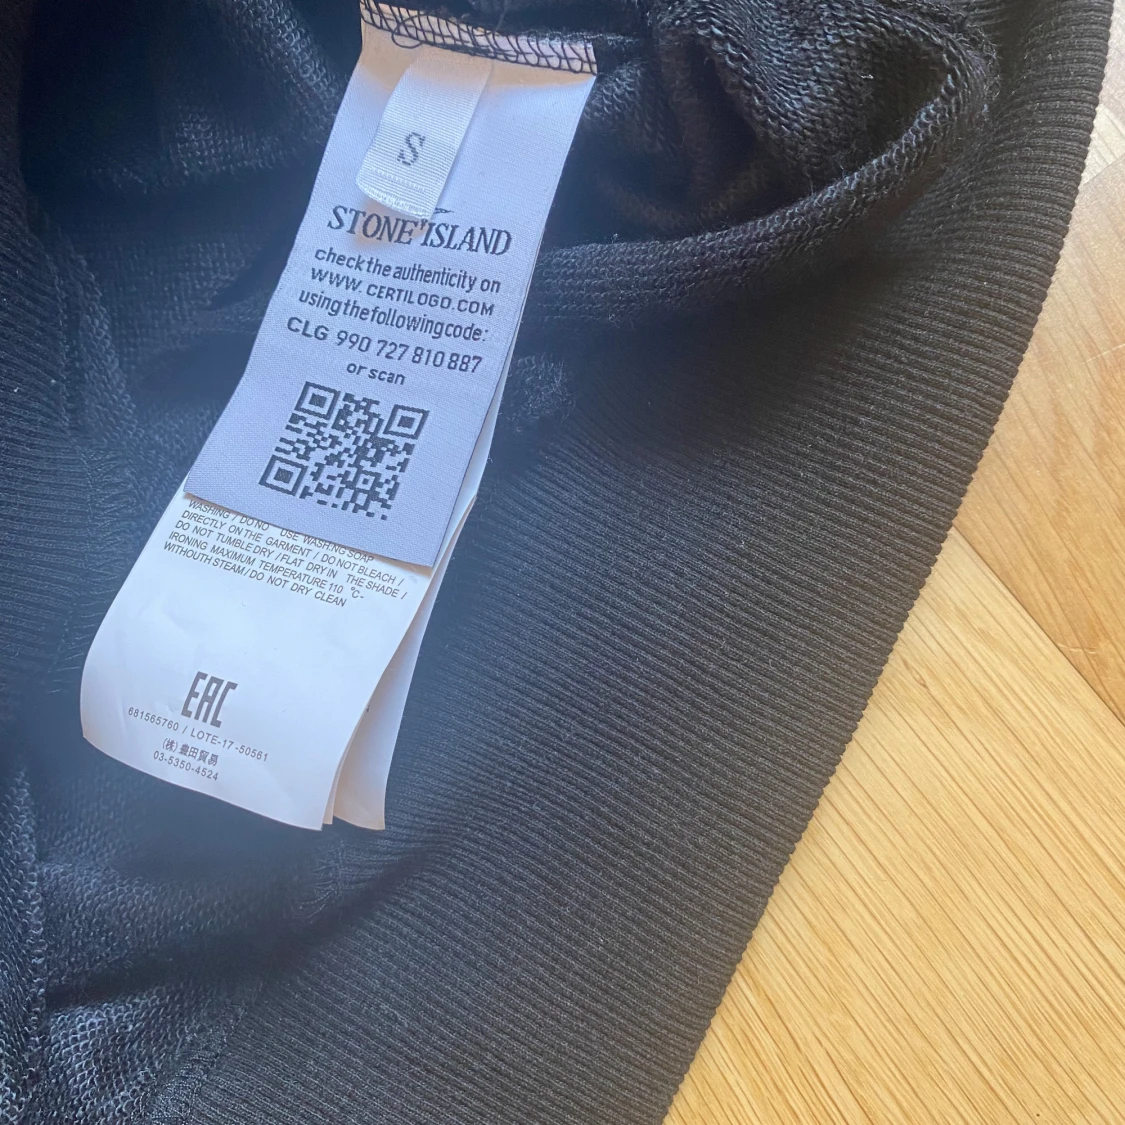 S
STONE ISLAND
check the authenticity on
WWW.CERTILOGO.COM
using the following code:
CLG 990 727 810 887
or scan
WASHING / DO NO USE WASHING SOAP
DIRECTLY ON THE GARMENT / DO NOT BLEACH /
DO NOT TUMBLE DRY / FLAT DRY IN THE SHADE /
IRONING MAXIMUM TEMPERATURE 110 °C-
WITHOUTH STEAM / DO NOT DRY CLEAN
EAC
681565760 / LOTE-17-50561
(株) 豊田貿易
03-5350-4524